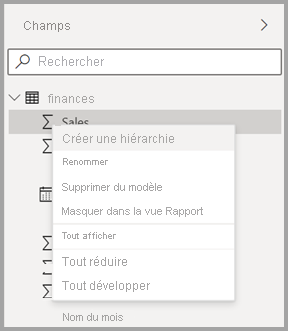 Champs
Rechercher
finances
Sales
Créer une hiérarchie
Renommer
Supprimer du modèle
Masquer dans la vue Rapport
Tout afficher
Tout réduire
Tout développer
Nom du mois